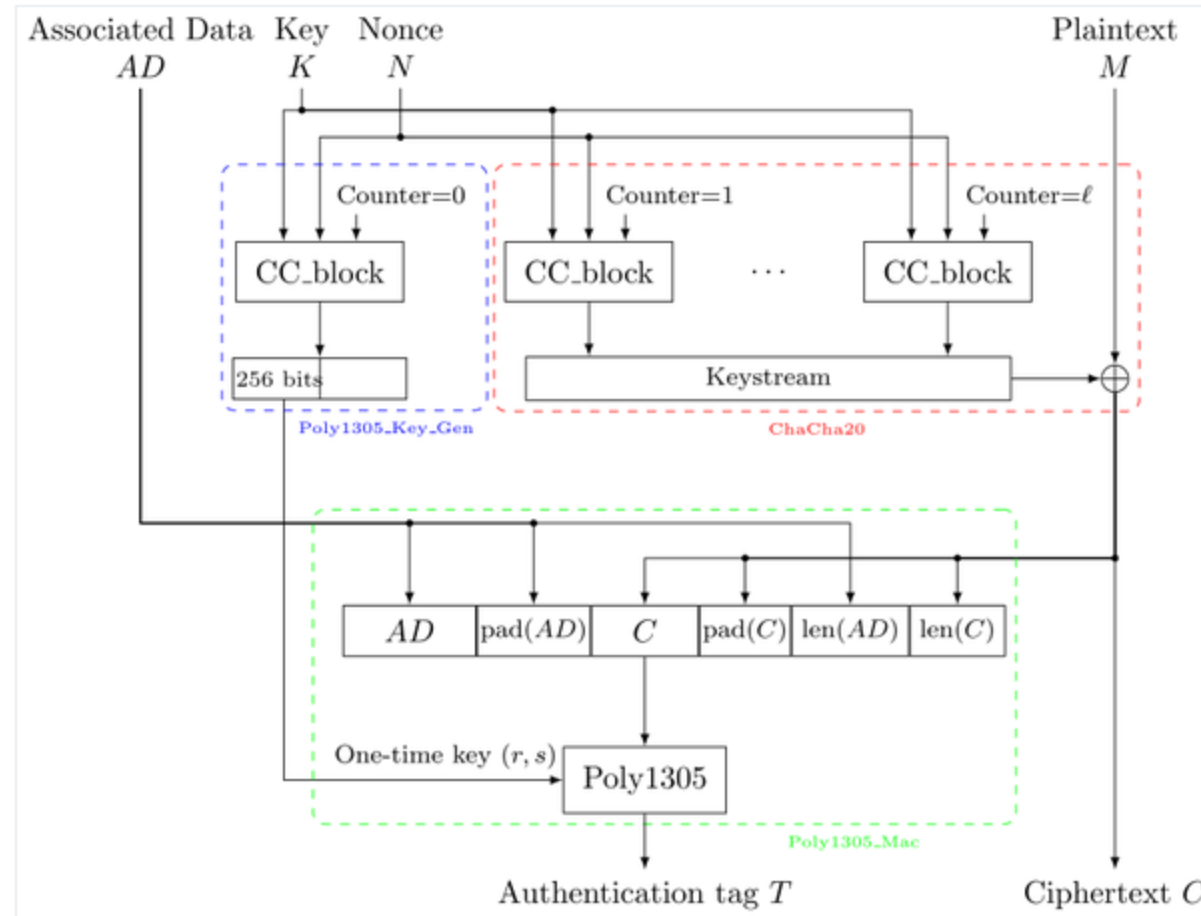 Associated Data Key Nonce Plaintext
AD K N M
Counter=0 Counter=1 Counter=ℓ
CC_block CC_block ... CC_block
256 bits Keystream
Poly1305_Key_Gen ChaCha20
AD pad(AD) C pad(C) len(AD) len(C)
One-time key (r, s)
Poly1305
Poly1305_Mac
Authentication tag T Ciphertext C